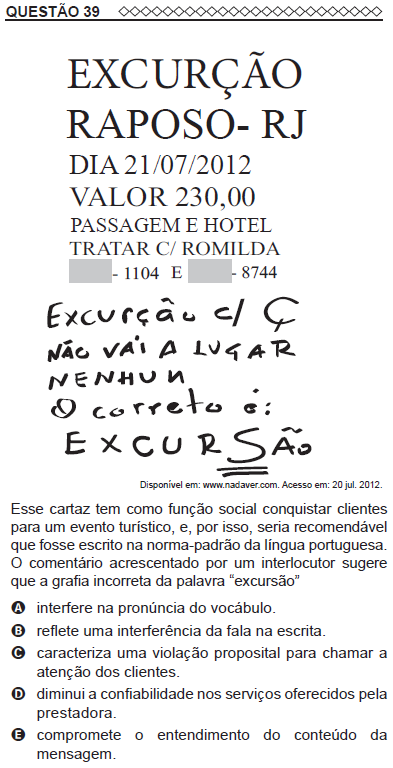 QUESTÃO 39
EXCURÇÃO
RAPOSO- RJ
DIA 21/07/2012
VALOR 230,00
PASSAGEM E HOTEL
TRATAR C/ ROMILDA
- 1104 E - 8744
Excurção c/ Ç
NÃO VAI A LUGAR
NENHUN
O correto é:
EXCURSÃO
Disponível em: www.nadaver.com. Acesso em: 20 jul. 2012.
Esse cartaz tem como função social conquistar clientes
para um evento turístico, e, por isso, seria recomendável
que fosse escrito na norma-padrão da língua portuguesa.
O comentário acrescentado por um interlocutor sugere
que a grafia incorreta da palavra “excursão”
A interfere na pronúncia do vocábulo.
B reflete uma interferência da fala na escrita.
C caracteriza uma violação proposital para chamar a
atenção dos clientes.
D diminui a confiabilidade nos serviços oferecidos pela
prestadora.
E compromete o entendimento do conteúdo da
mensagem.